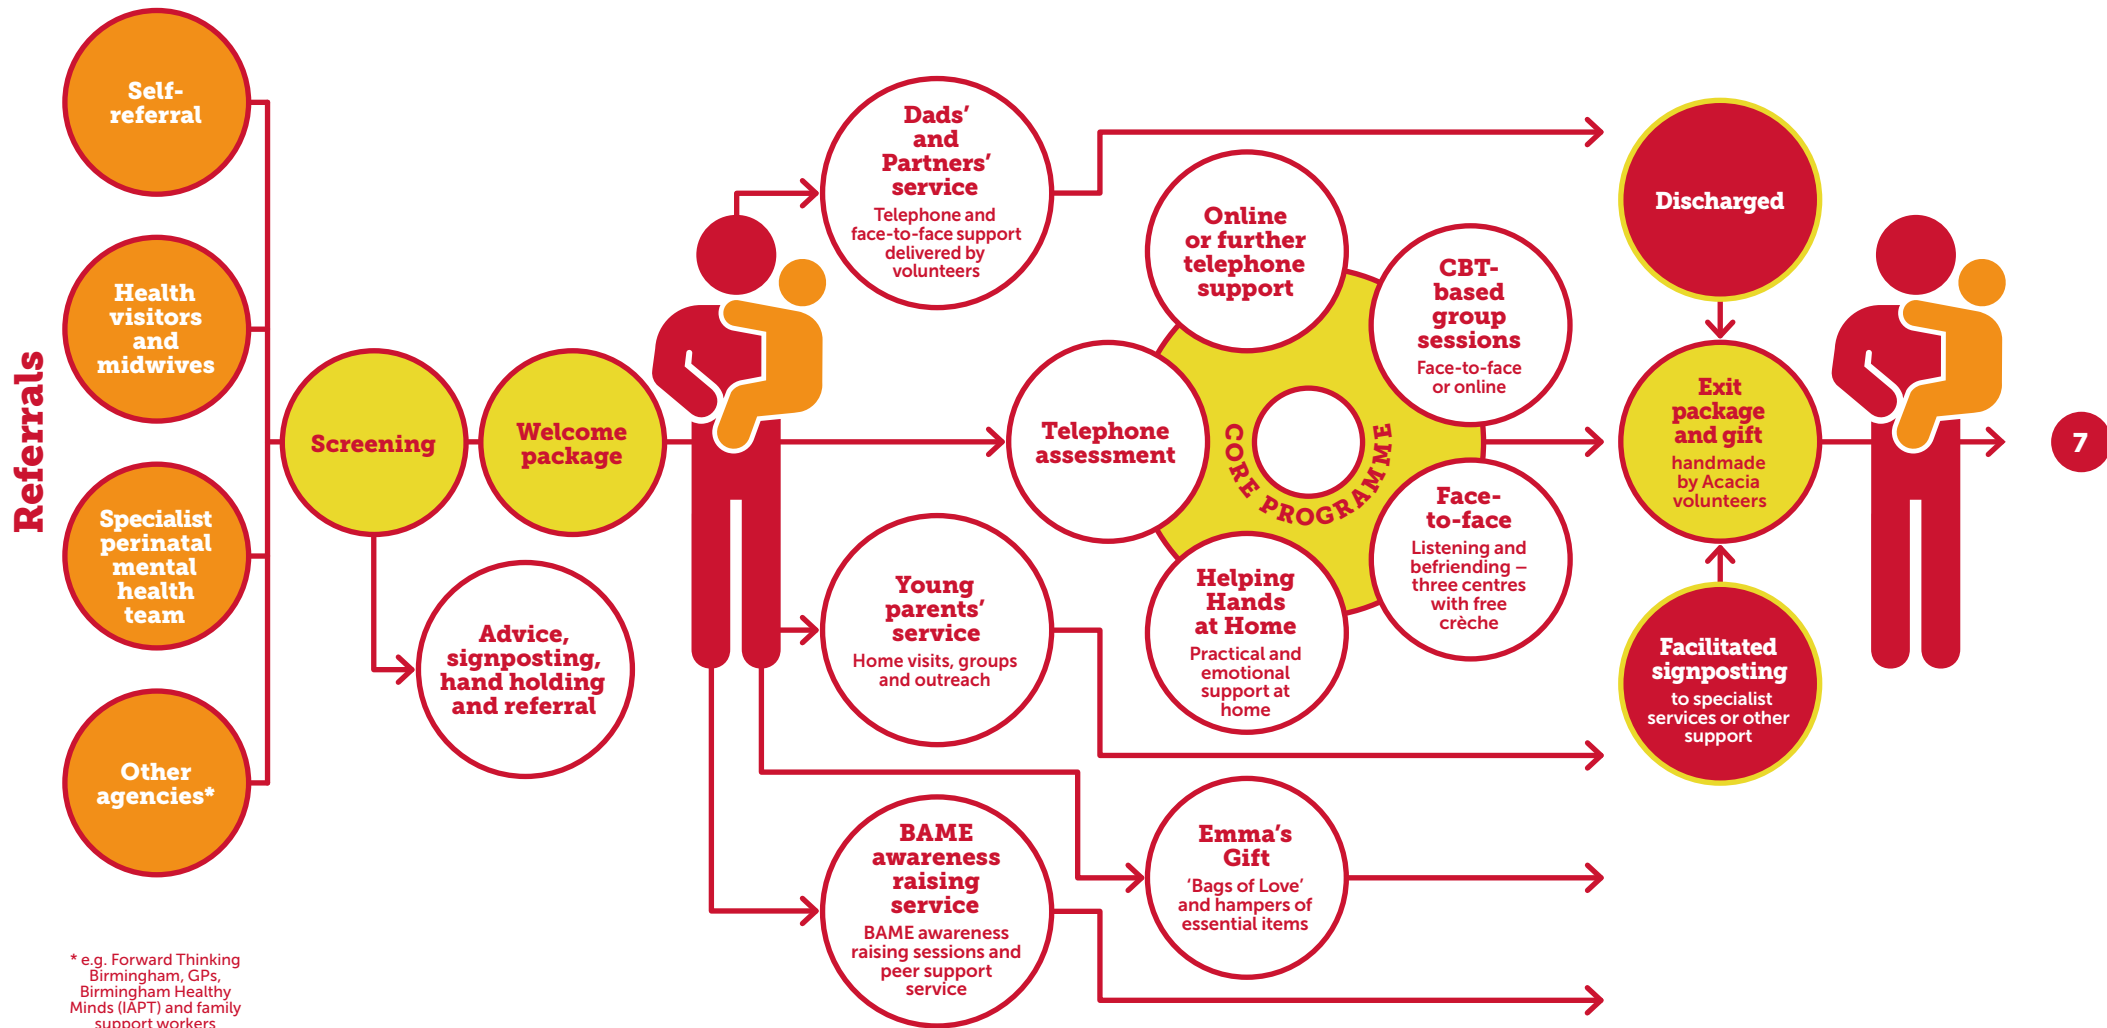 Referrals
Self-
referral
Health
visitors
and
midwives
Specialist
perinatal
mental
health
team
Other
agencies*
* e.g. Forward Thinking
Birmingham, GPs,
Birmingham Healthy
Minds (IAPT) and family
support workers
Screening
Welcome
package
Advice,
signposting,
hand holding
and referral
Dads’
and
Partners’
service
Telephone and
face-to-face support
delivered by
volunteers
Young
parents’
service
Home visits, groups
and outreach
BAME
awareness
raising
service
BAME awareness
raising sessions and
peer support
service
Telephone
assessment
Online
or further
telephone
support
CBT-
based
group
sessions
Face-to-face
or online
CORE PROGRAMME
Face-
to-face
Listening and
befriending –
three centres
with free
crèche
Helping
Hands
at Home
Practical and
emotional
support at
home
Emma’s
Gift
‘Bags of Love’
and hampers of
essential items
Discharged
Exit
package
and gift
handmade
by Acacia
volunteers
Facilitated
signposting
to specialist
services or other
support
7